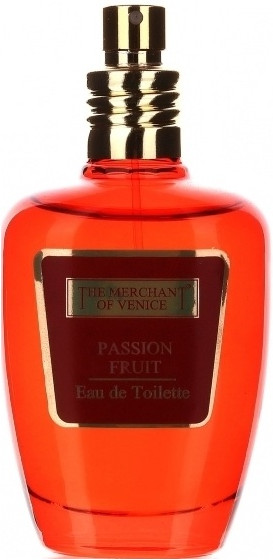 THE MERCHANT
OF VENICE
PASSION
FRUIT
Eau de Toilette